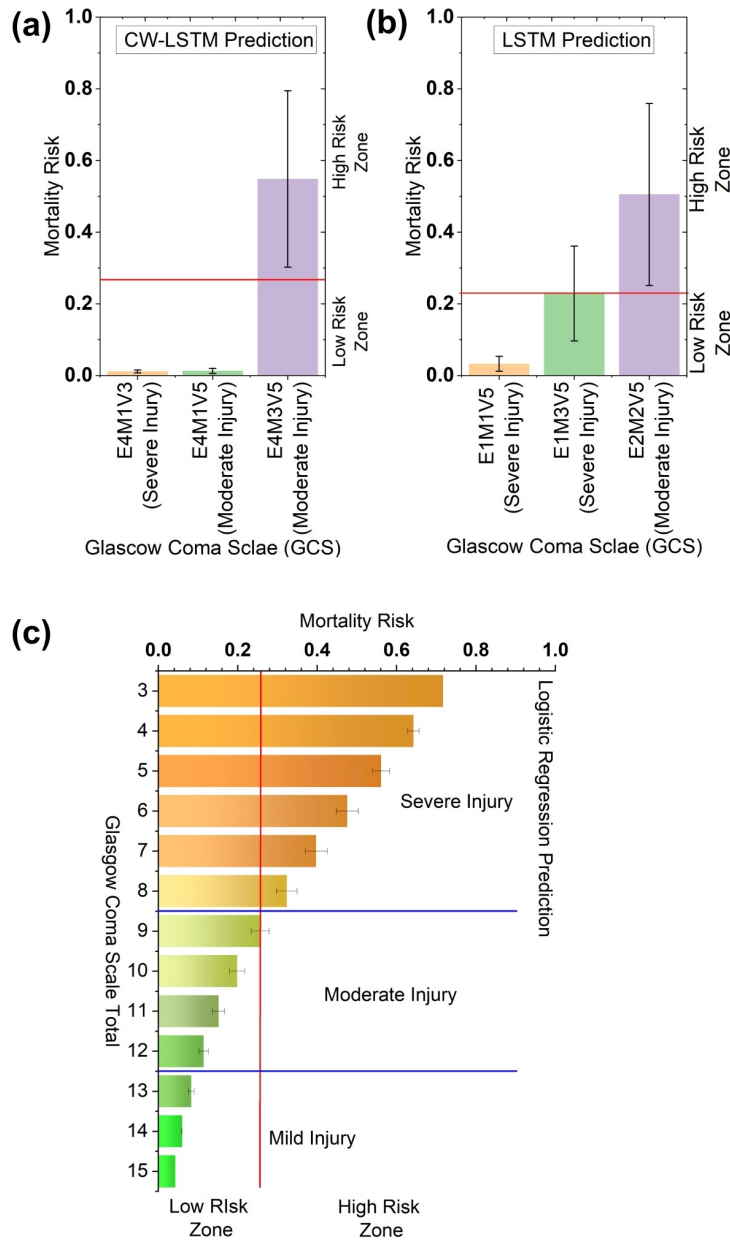 (a)
CW-LSTM Prediction
1.0
0.8
0.6
0.4
0.2
0.0
Mortality Risk
High Risk
Zone
Low Risk
Zone
E4M1V3
(Severe Inury)
E4M1V5
(Moderate Injury)
E4M3V5
(Moderate Injury)
Glascow Coma Sclae (GCS)
(b)
LSTM Prediction
1.0
0.8
0.6
0.4
0.2
0.0
Mortality Risk
High Risk
Zone
Low Risk
Zone
E1M1V5
(Severe Injury)
E1M3V5
(Severe Injury)
E2M2V5
(Moderate Injury)
Glascow Coma Sclae (GCS)
(c)
Mortality Risk
0.0 0.2 0.4 0.6 0.8 1.0
Glasgow Coma Scale Total
3
4
5
6
7
8
9
10
11
12
13
14
15
Severe Injury
Moderate Injury
Mild Injury
Logistic Regression Prediction
Low RIsk
Zone
High Risk
Zone